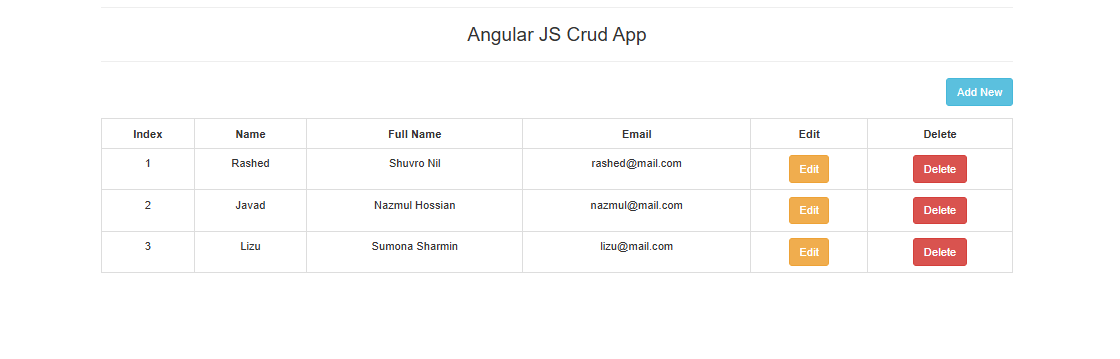 Angular JS Crud App
Add New
Index Name Full Name Email Edit Delete
1 Rashed Shuvro Nil rashed@mail.com Edit Delete
2 Javad Nazmul Hossian nazmul@mail.com Edit Delete
3 Lizu Sumona Sharmin lizu@mail.com Edit Delete